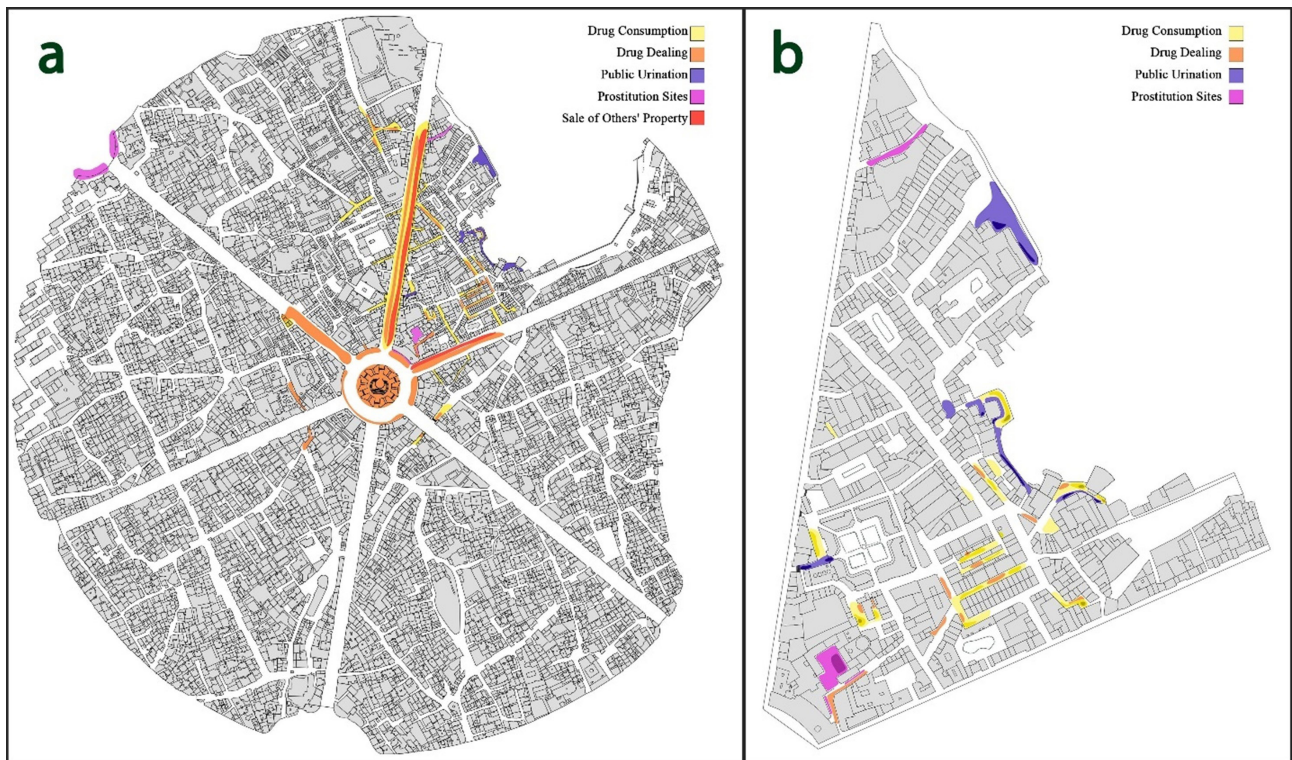 a
Drug Consumption
Drug Dealing
Public Urination
Prostitution Sites
Sale of Others' Property
b
Drug Consumption
Drug Dealing
Public Urination
Prostitution Sites